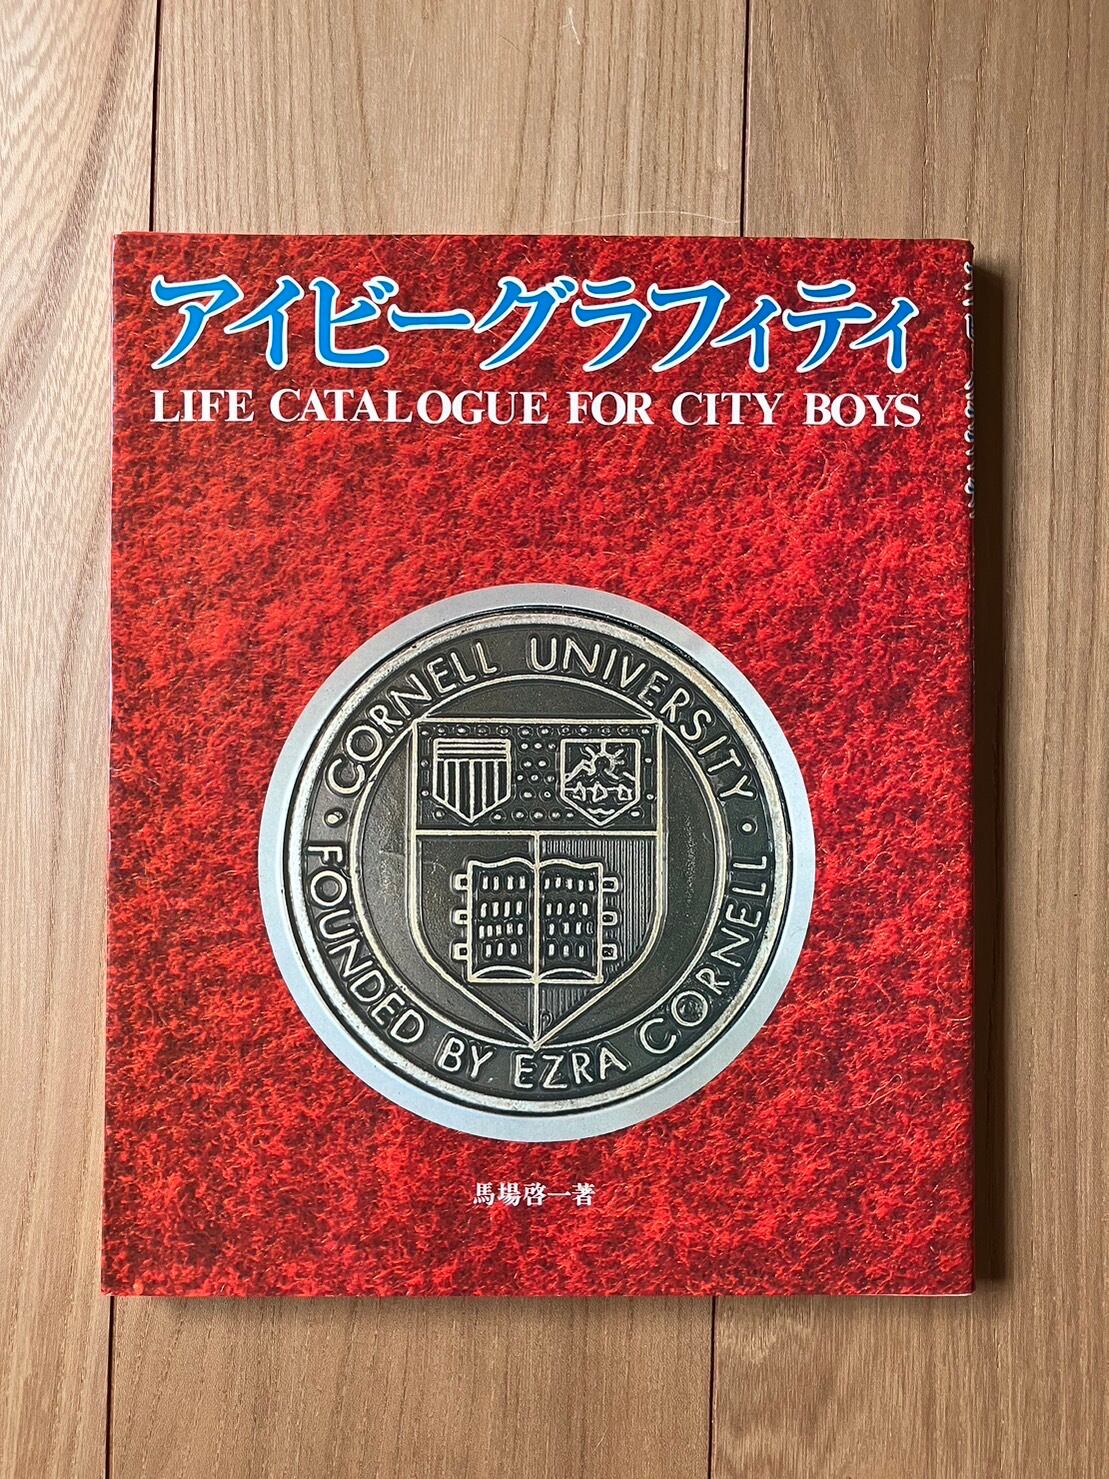 アイビーグラフィティ
LIFE CATALOGUE FOR CITY BOYS
CORNELL UNIVERSITY
FOUNDED BY EZRA CORNELL
馬場啓一著